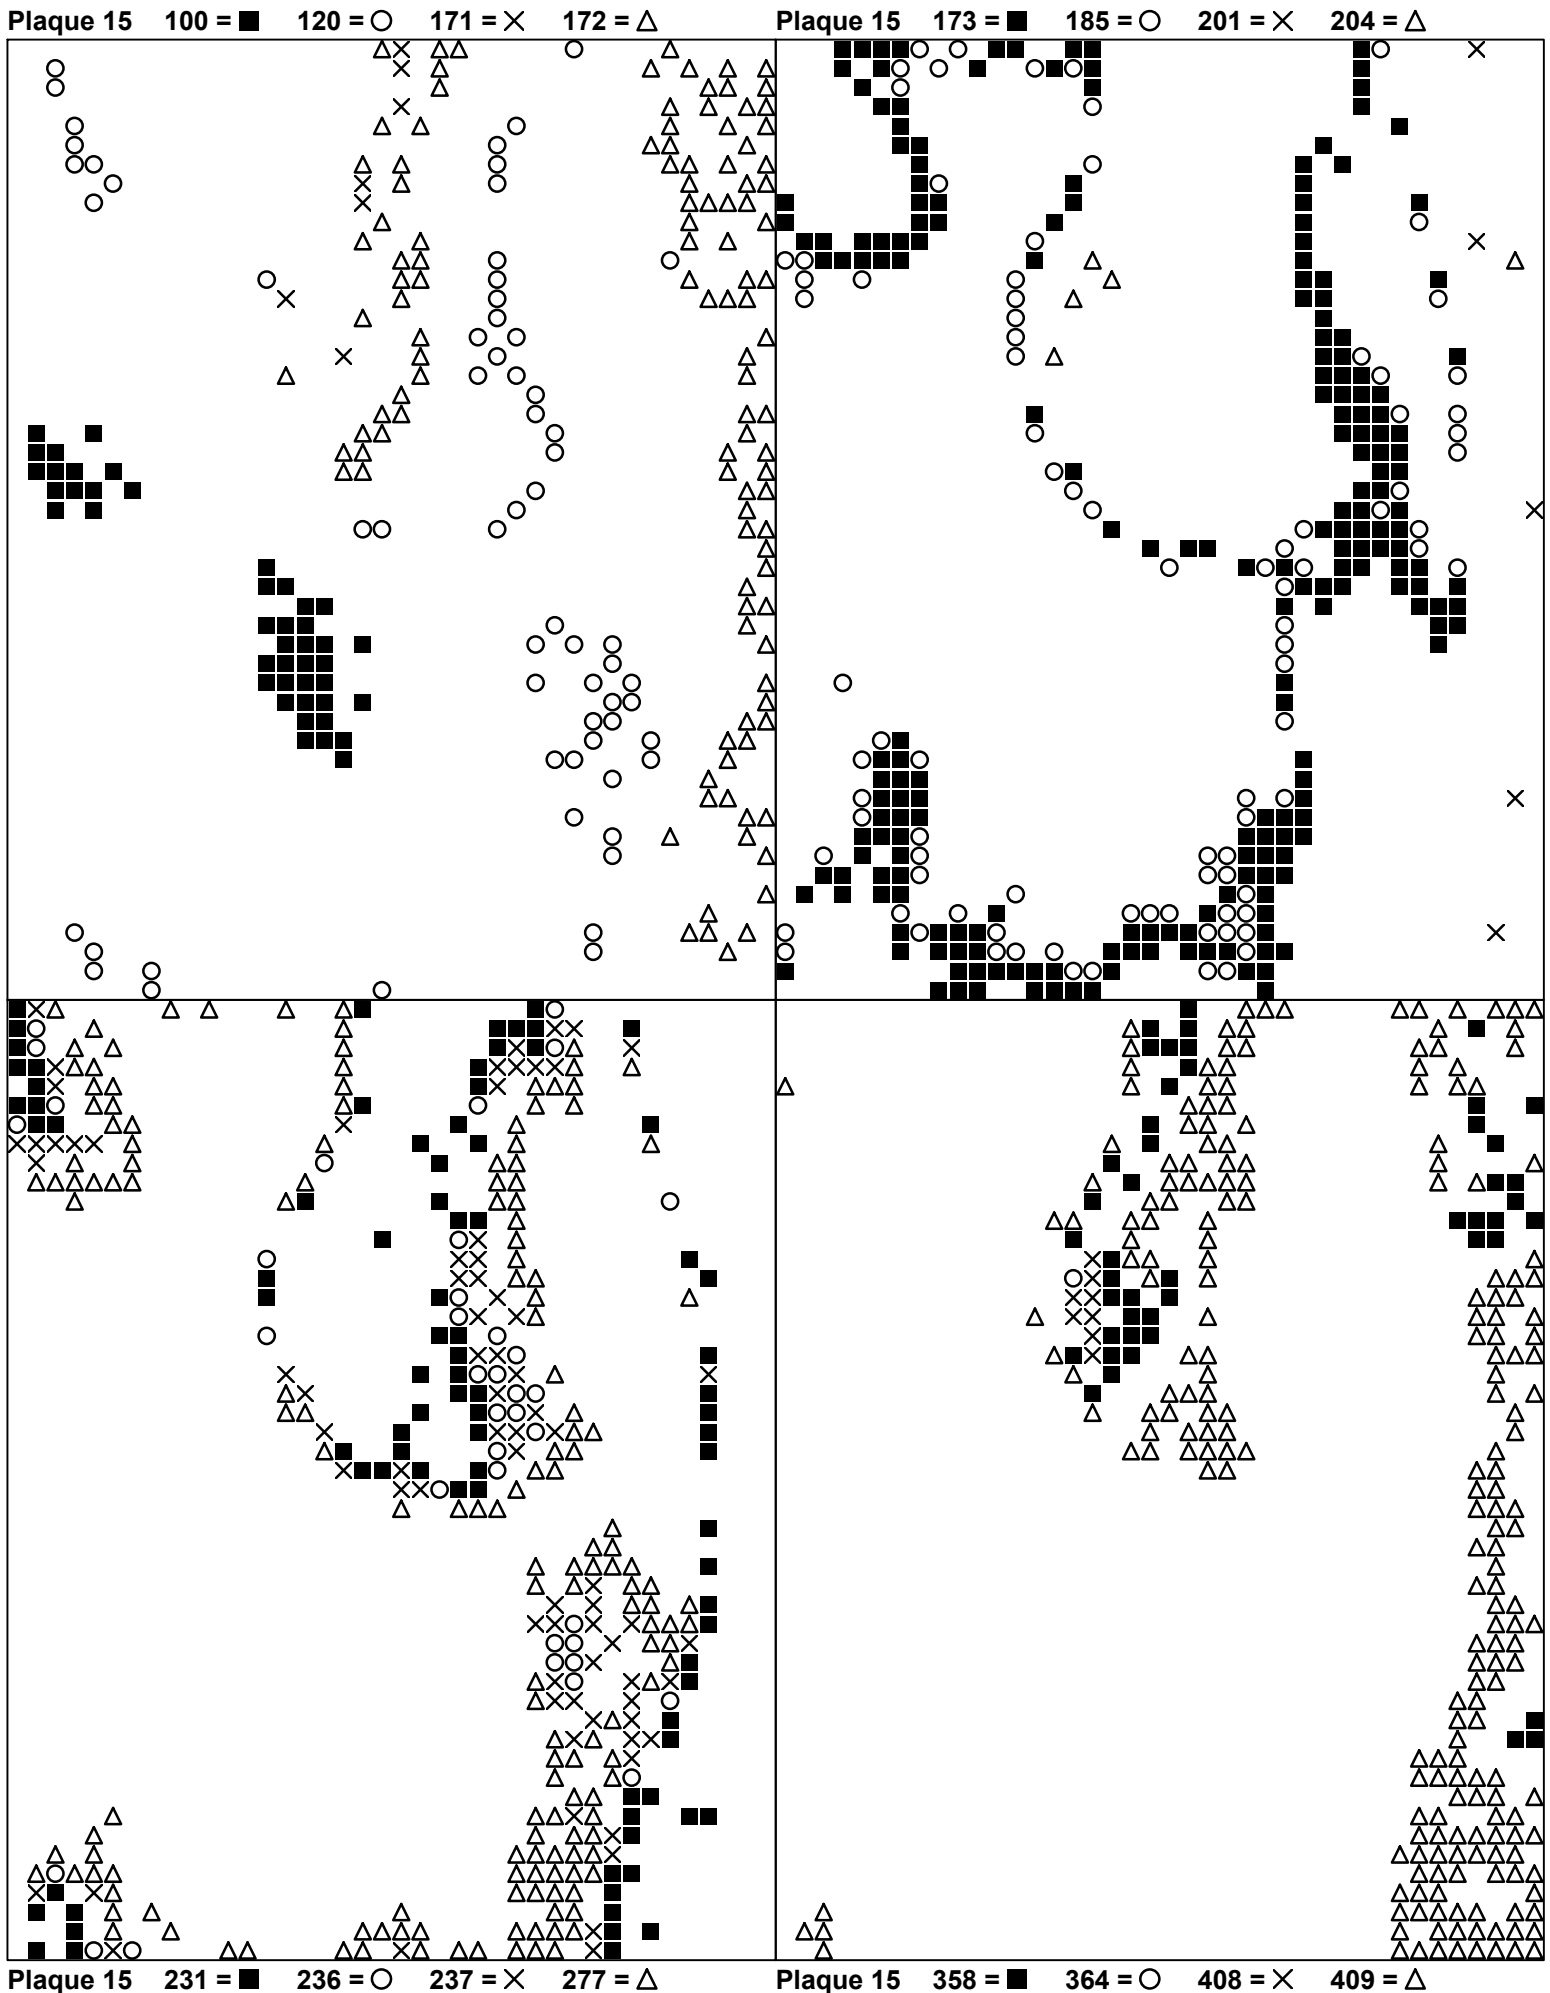 Plaque 15 100 = ■ 120 = ○ 171 = × 172 = △
Plaque 15 173 = ■ 185 = ○ 201 = × 204 = △
Plaque 15 231 = ■ 236 = ○ 237 = × 277 = △
Plaque 15 358 = ■ 364 = ○ 408 = × 409 = △